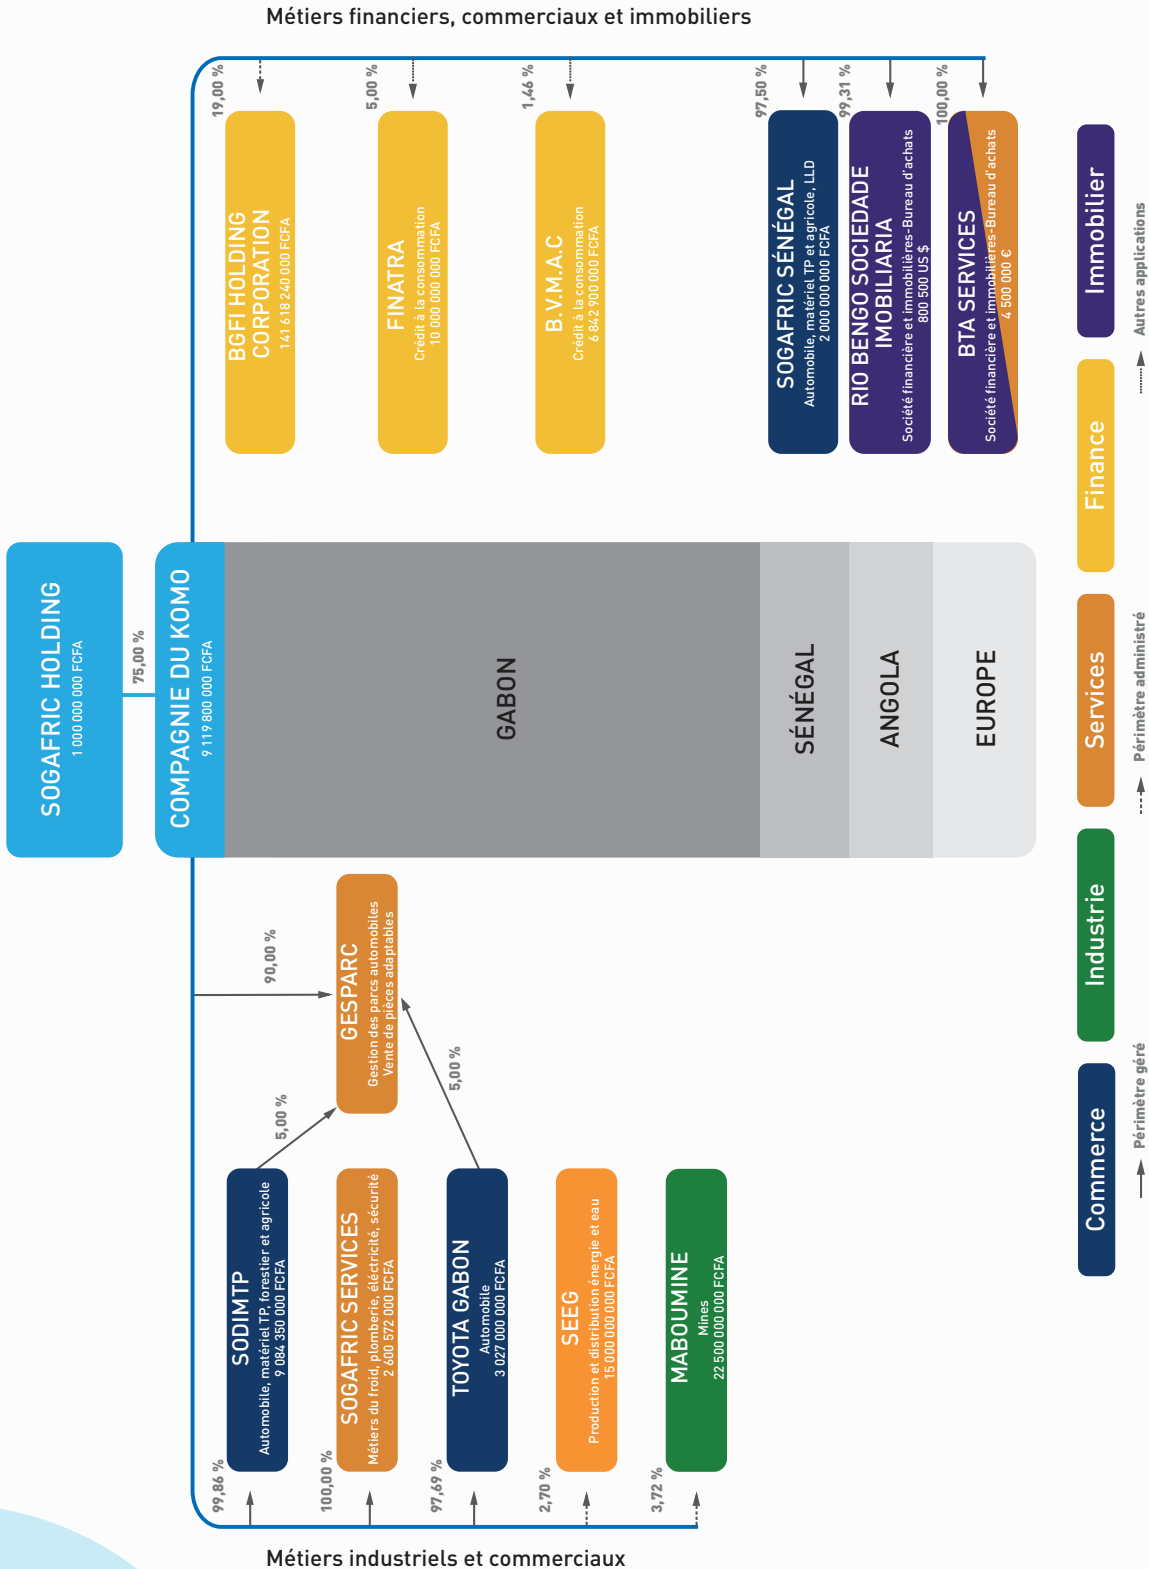 Métiers financiers, commerciaux et immobiliers
SOGAFRIC HOLDING
1 000 000 000 FCFA
75,00 %
COMPAGNIE DU KOMO
9 119 800 000 FCFA
GABON
SÉNÉGAL
ANGOLA
EUROPE
19,00 %
BGFI HOLDING
CORPORATION
141 618 240 000 FCFA
5,00 %
FINATRA
Crédit à la consommation
10 000 000 000 FCFA
1,46 %
B.V.M.A.C
Crédit à la consommation
6 842 900 000 FCFA
97,50 %
SOGAFRIC SÉNÉGAL
Automobile, matériel TP et agricole, LLD
2 000 000 000 FCFA
99,31 %
RIO BENGO SOCIEDADE
IMOBILIARIA
Société financière et immobilières-Bureau d'achats
800 500 US $
100,00 %
BTA SERVICES
Société financière et immobilières-Bureau d'achats
4 500 000 €
90,00 %
GESPARC
Gestion des parcs automobiles
Vente de pièces adaptables
5,00 %
5,00 %
99,86 %
SODIMTP
Automobile, matériel TP, forestier et agricole
9 084 350 000 FCFA
100,00 %
SOGAFRIC SERVICES
Métiers du froid, plomberie, éléctricité, sécurité
2 600 572 000 FCFA
97,69 %
TOYOTA GABON
Automobile
3 027 000 000 FCFA
2,70 %
SEEG
Production et distribution énergie et eau
15 000 000 000 FCFA
3,72 %
MABOUMINE
Mines
22 500 000 000 FCFA
Métiers industriels et commerciaux
Commerce
Industrie
Services
Finance
Immobilier
Périmètre géré
Périmètre administré
Autres applications